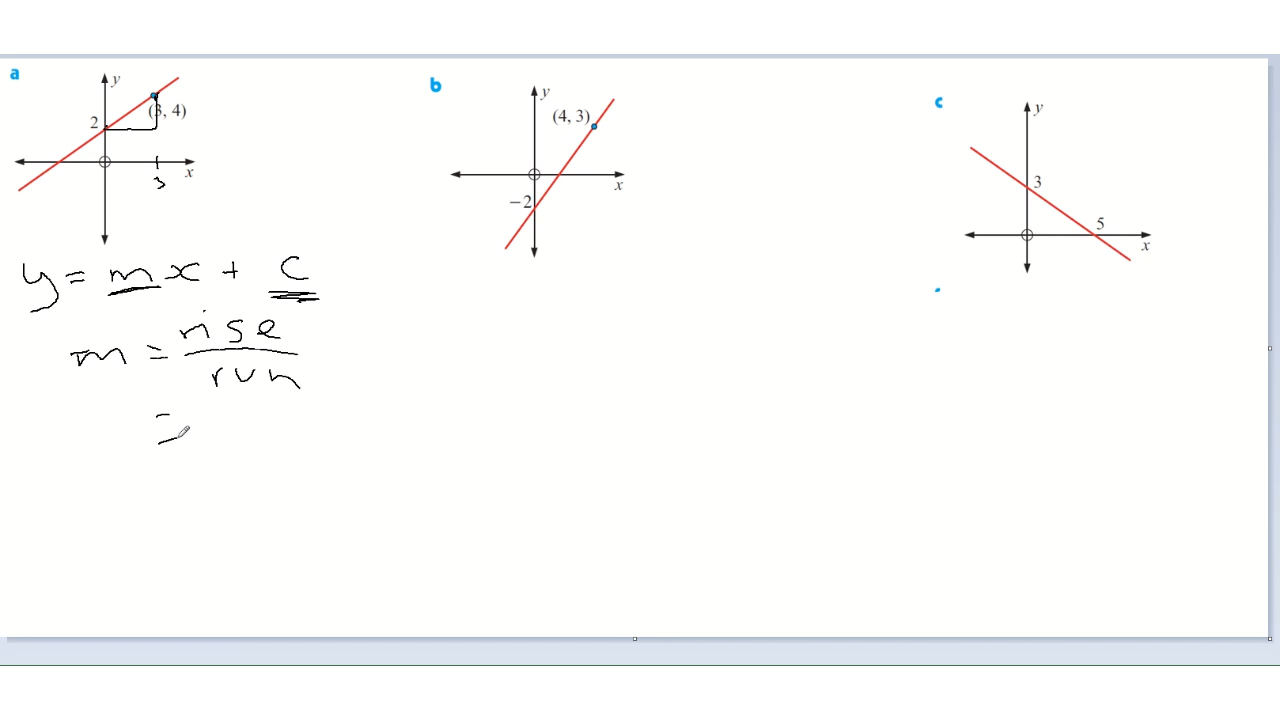 a
y
(3, 4)
2
x
3
y = mx + c
m = rise
run
=
b
y
(4, 3)
x
−2
c
y
3
5
x